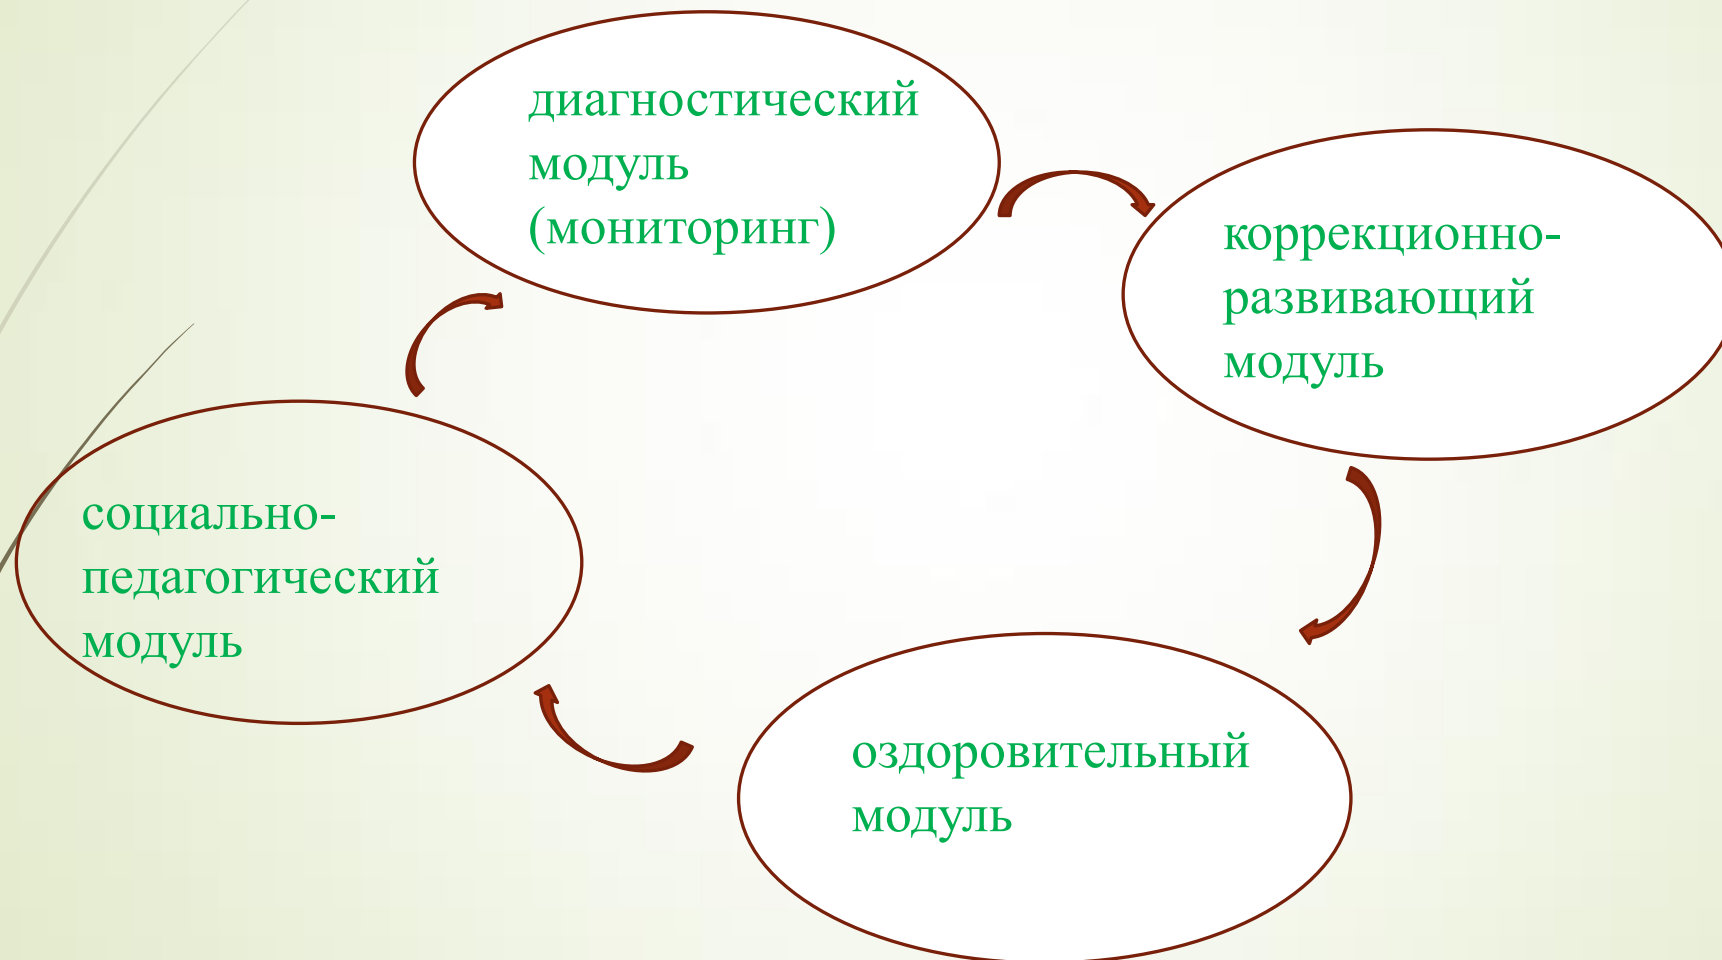 диагностический
модуль
(мониторинг)
коррекционно-
развивающий
модуль
социально-
педагогический
модуль
оздоровительный
модуль